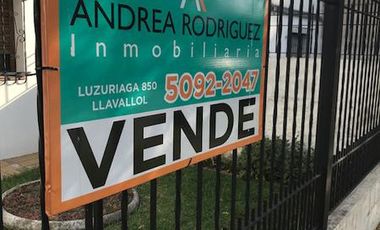 ANDREA RODRIGUEZ
Inmobiliaria
LUZURIAGA 850
LLAVALLOL
5092-2047
VENDE